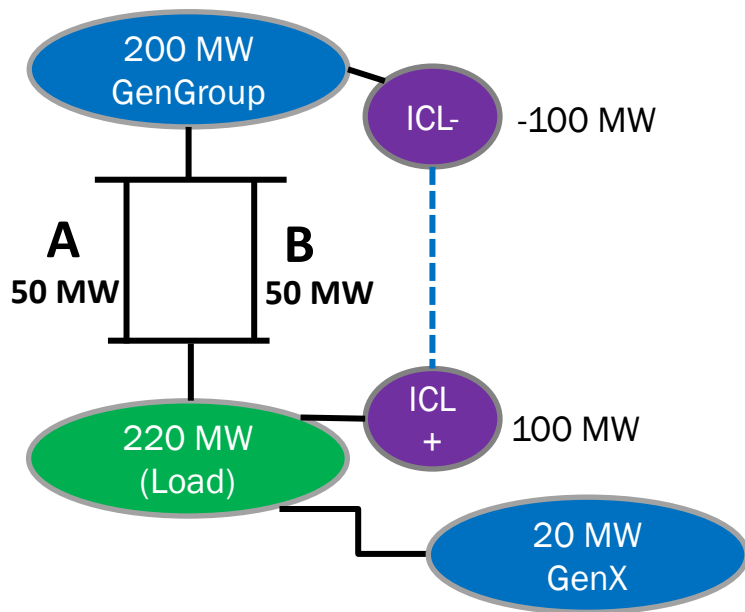 200 MW
GenGroup
ICL-
-100 MW
A
50 MW
B
50 MW
ICL
+
100 MW
220 MW
(Load)
20 MW
GenX